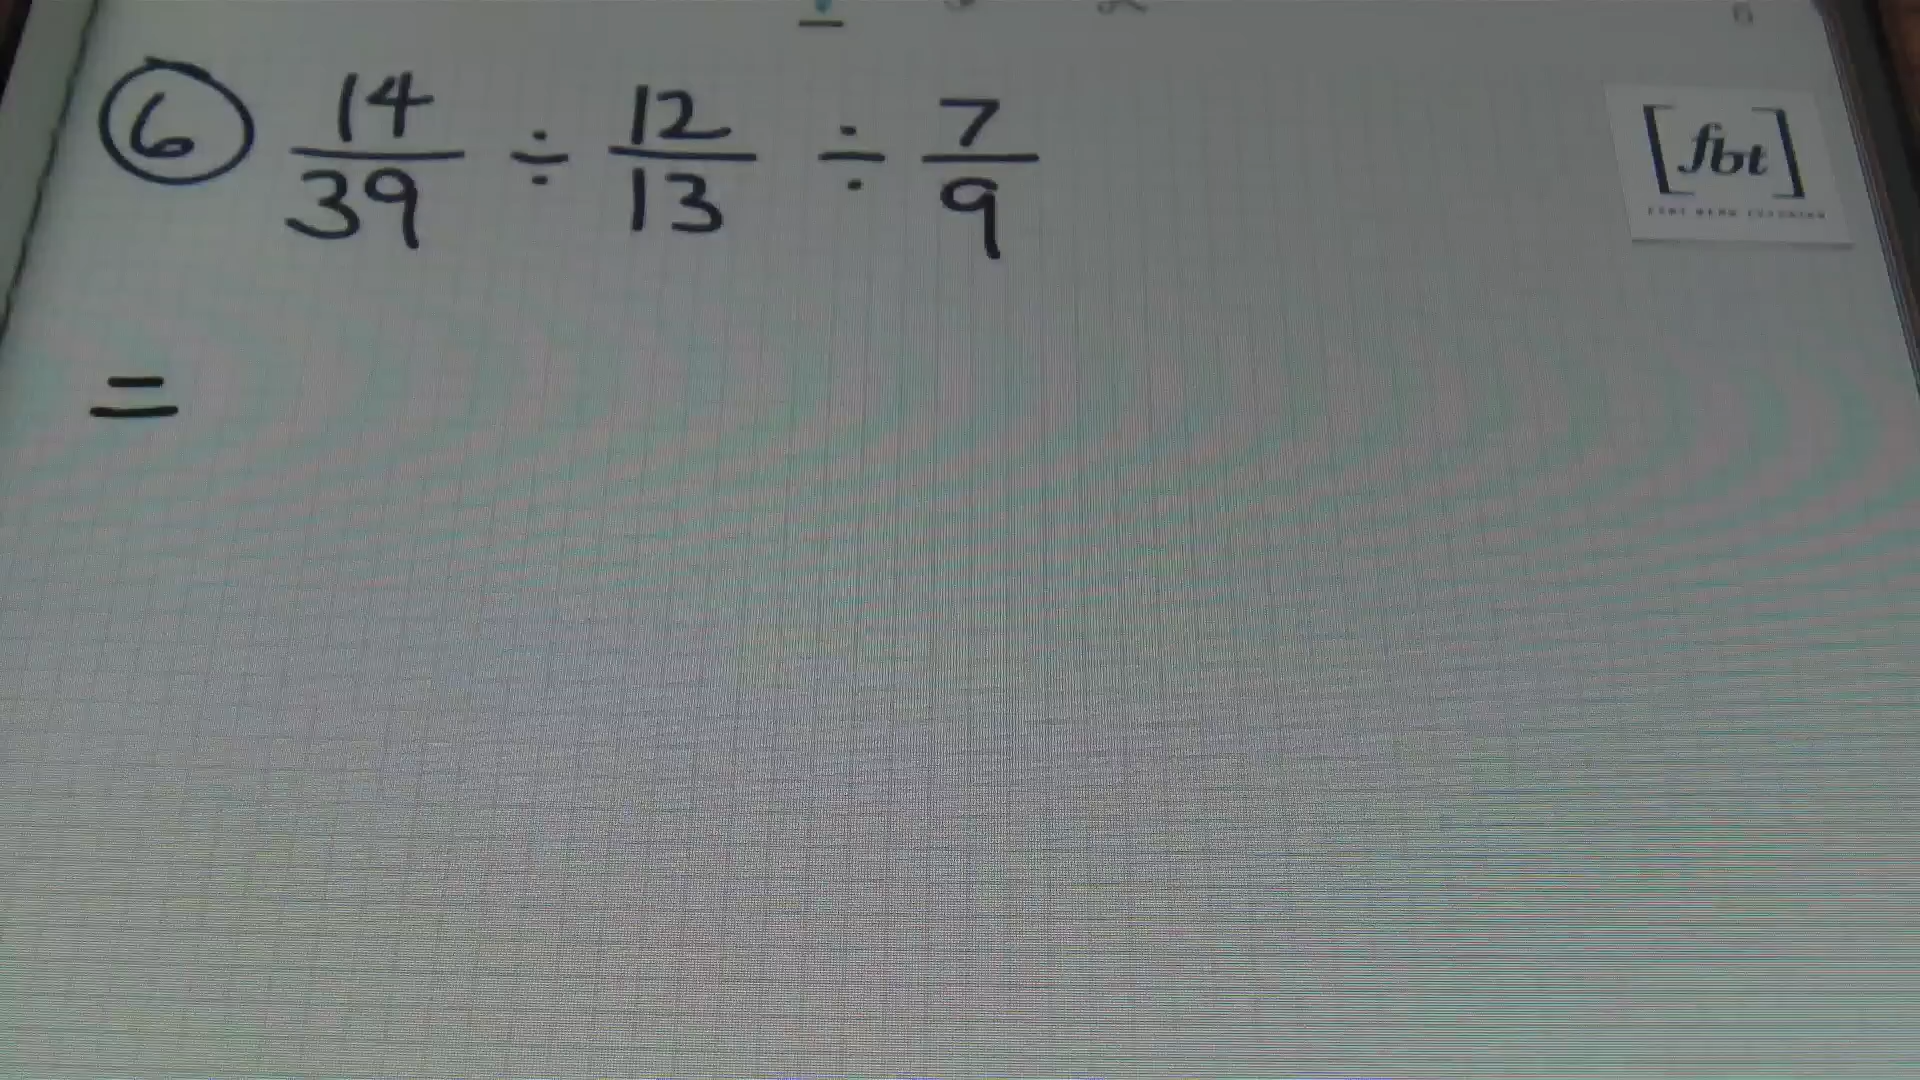 ⑥ 14/39 ÷ 12/13 ÷ 7/9
[fbt]
=